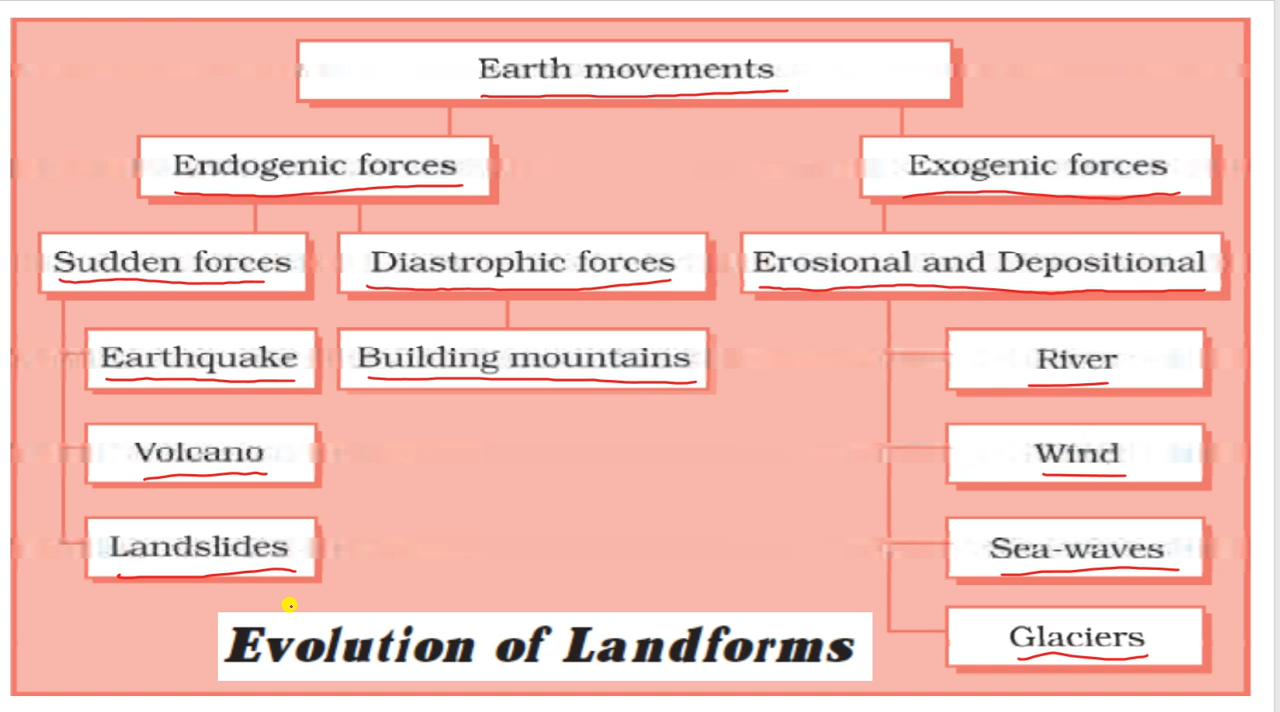 Earth movements
Endogenic forces
Exogenic forces
Sudden forces
Diastrophic forces
Erosional and Depositional
Earthquake
Building mountains
River
Volcano
Wind
Landslides
Sea-waves
Glaciers
Evolution of Landforms